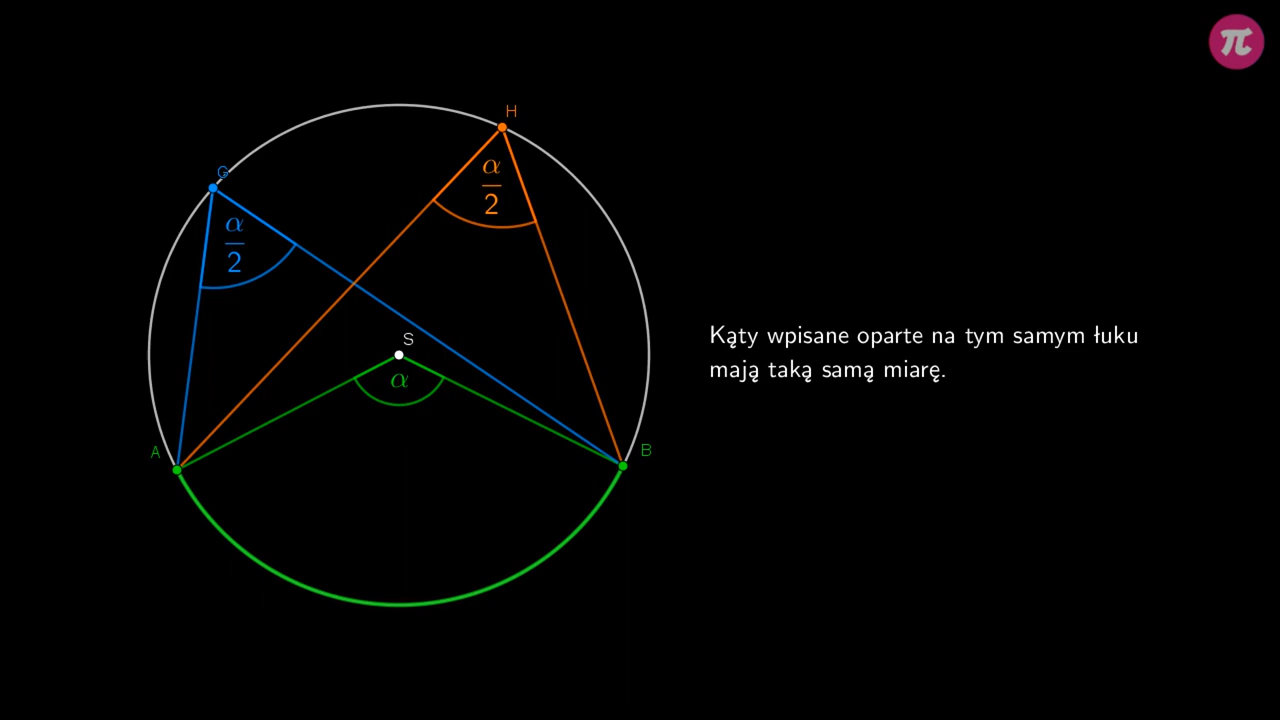 π
H
α
2
G
α
2
S
α
Kąty wpisane oparte na tym samym łuku
mają taką samą miarę.
A
B